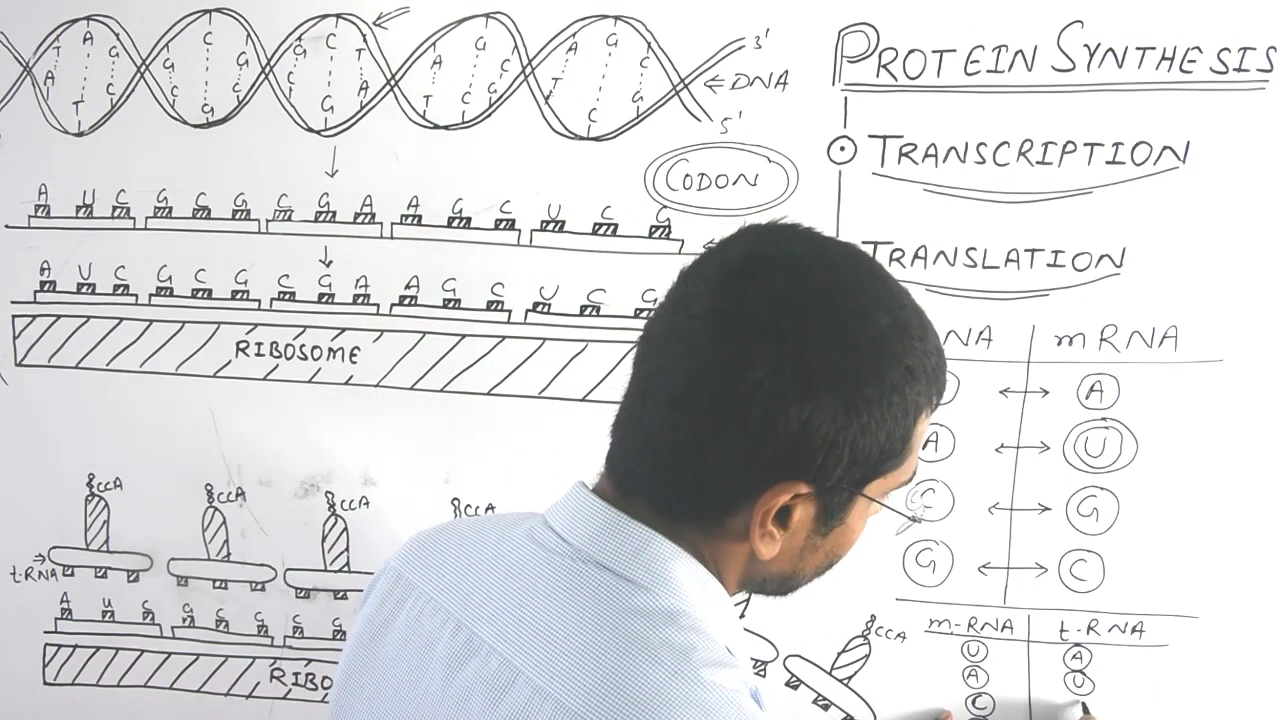 PROTEIN SYNTHESIS
TRANSCRIPTION
TRANSLATION
CODON
3'
← DNA
5'
T A G G C G G C T A G C A G C
A T C C G C C G A T C G T C G
A U C G C G C G A A G C U C G
A U C G C G C G A A G C U C G
RIBOSOME
NA mRNA
↔ A
A ↔ U
C ↔ G
G ↔ C
m-RNA t-RNA
U A
A U
C
CCA CCA CCA CCA
CCA
t-RNA
A U C G C G C G
RIBO